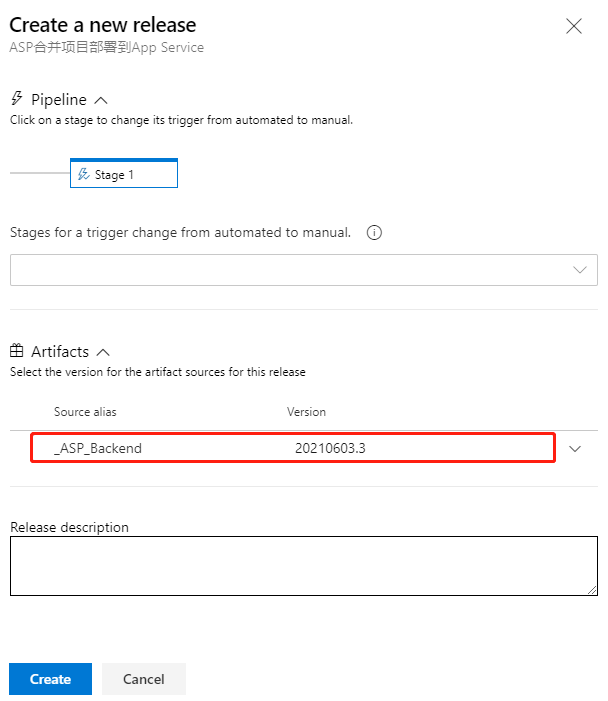 Create a new release
ASP合并项目部署到App Service
Pipeline
Click on a stage to change its trigger from automated to manual.
Stage 1
Stages for a trigger change from automated to manual.
Artifacts
Select the version for the artifact sources for this release
Source alias Version
_ASP_Backend 20210603.3
Release description
Create Cancel